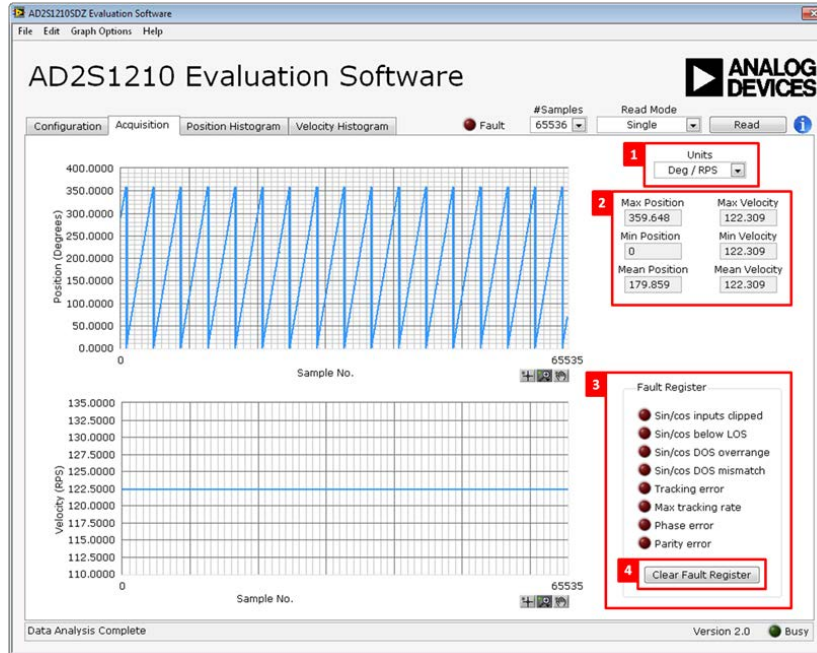 AD2S1210SDZ Evaluation Software
File Edit Graph Options Help
AD2S1210 Evaluation Software
ANALOG
DEVICES
#Samples Read Mode
Configuration Acquisition Position Histogram Velocity Histogram Fault 65536 Single Read i
1 Units
Deg / RPS
2 Max Position Max Velocity
359.648 122.309
Min Position Min Velocity
0 122.309
Mean Position Mean Velocity
179.859 122.309
Position (Degrees)
400.0000
350.0000
300.0000
250.0000
200.0000
150.0000
100.0000
50.0000
0.0000
0 65535
Sample No.
3 Fault Register
Sin/cos inputs clipped
Sin/cos below LOS
Sin/cos DOS overrange
Sin/cos DOS mismatch
Tracking error
Max tracking rate
Phase error
Parity error
4 Clear Fault Register
Velocity (RPS)
135.0000
132.5000
130.0000
127.5000
125.0000
122.5000
120.0000
117.5000
115.0000
112.5000
110.0000
0 65535
Sample No.
Data Analysis Complete Version 2.0 Busy